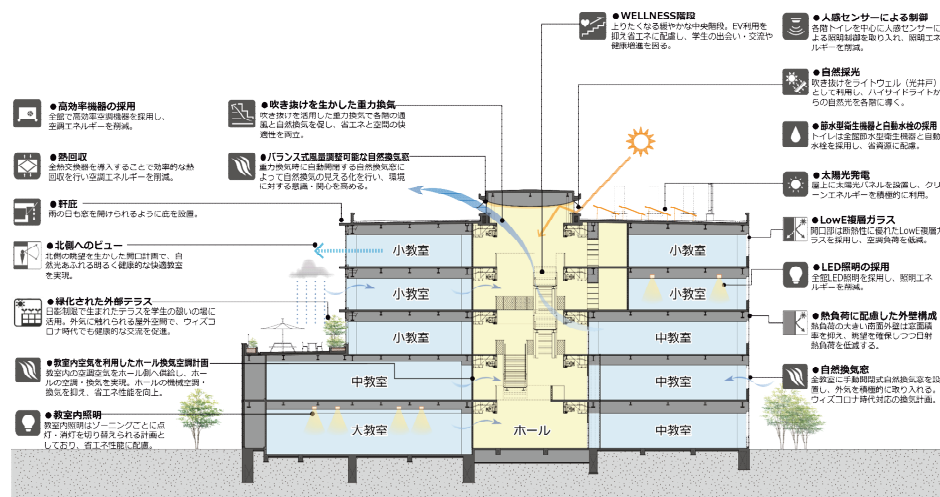 ●WELLNESS階段
上りたくなる緩やかな中央階段。EV利用を
抑え省エネに配慮し、学生の出会い・交流や
健康増進を図る。
●人感センサーによる制御
各階トイレを中心に人感センサーに
よる照明制御を取り入れ、照明エネ
ルギーを削減。
●自然採光
吹き抜けをライトウェル（光井戸）
として利用し、ハイサイドライトか
らの自然光を各階に導く。
●節水型衛生機器と自動水栓の採用
トイレは全館節水型衛生機器と自動
水栓を採用し、省資源に配慮。
●太陽光発電
屋上に太陽光パネルを設置し、クリ
ーンエネルギーを積極的に利用。
●LowE複層ガラス
開口部は断熱性に優れたLowE複層ガ
ラスを採用し、空調負荷を低減。
●LED照明の採用
全館LED照明を採用し、照明エネ
ルギーを削減。
●熱負荷に配慮した外壁構成
熱負荷の大きい南面外壁は窓面積
率を抑え、眺望を確保しつつ日射
熱負荷を低減する。
●自然換気窓
全教室に手動開閉式自然換気窓を設
置し、外気を積極的に取り入れる。
ウィズコロナ時代対応の換気計画。
●高効率機器の採用
全館で高効率空調機器を採用し、
空調エネルギーを削減。
●熱回収
全熱交換器を導入することで効率的な熱
回収を行い空調エネルギーを削減。
●軒庇
雨の日も窓を開けられるように庇を設置。
●北側へのビュー
北側の眺望を生かした開口計画で、自
然光あふれる明るく健康的な快適教室
を実現。
●緑化された外部テラス
日影制限で生まれたテラスを学生の憩いの場に
活用。外気に触れられる屋外空間で、ウィズコ
ロナ時代でも健康的な交流を促進。
●教室内空気を利用したホール換気空調計画
教室内の空調空気をホール側へ供給し、ホー
ルの空調・換気を実現。ホールの機械空調・
換気を抑え、省エネ性能を向上。
●教室内照明
教室内照明はゾーニングごとに点
灯・消灯を切り替えられる計画と
しており、省エネ性能に配慮。
●吹き抜けを生かした重力換気
吹き抜けを活用した重力換気で各階の通
風と自然換気を促し、省エネと空間の快
適性を両立。
●バランス式風量調整可能な自然換気窓
重力換気時に自動開閉する自然換気窓に
よって自然換気の見える化を行い、環境
に対する意識・関心を高める。
小教室
小教室
小教室
小教室
小教室
中教室
中教室
中教室
大教室
ホール
中教室